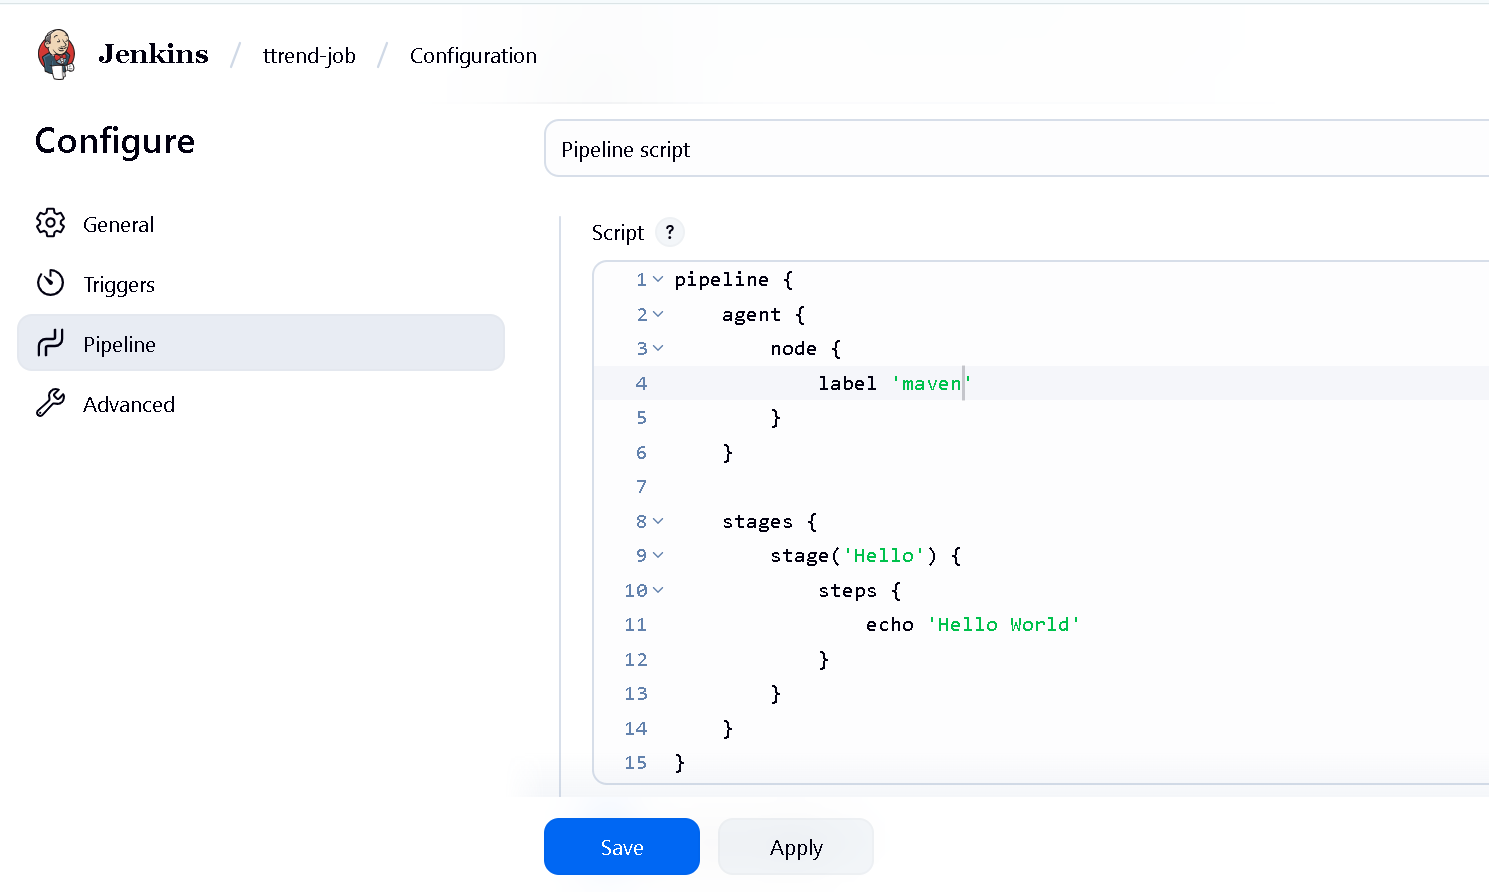 Jenkins / ttrend-job / Configuration
Configure
General
Triggers
Pipeline
Advanced
Pipeline script
Script ?
1 pipeline {
2     agent {
3         node {
4             label 'maven'
5         }
6     }
7
8     stages {
9         stage('Hello') {
10             steps {
11                 echo 'Hello World'
12             }
13         }
14     }
15 }
Save
Apply